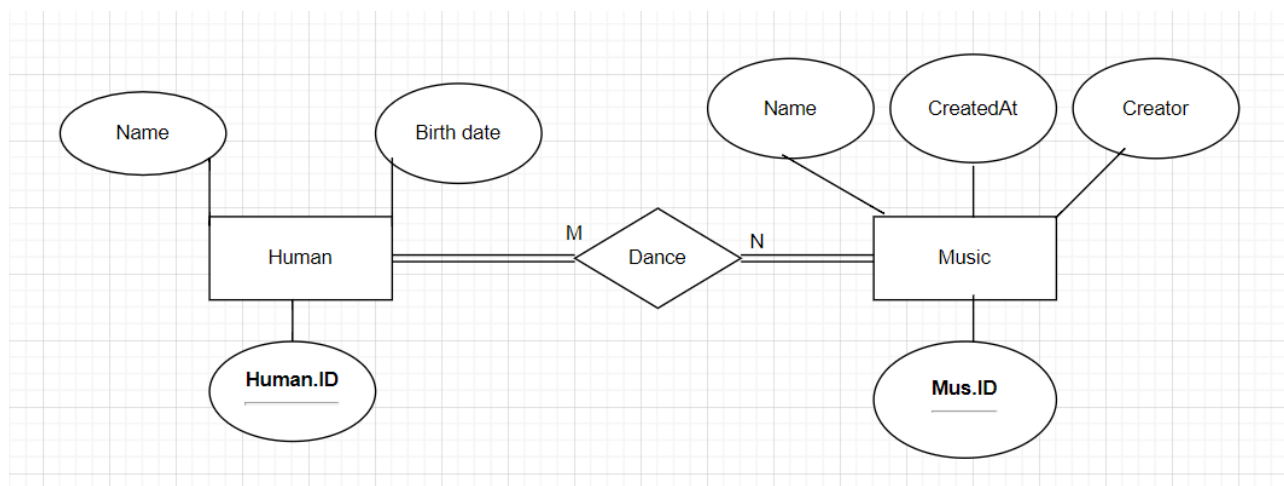 Name
Birth date
Name
CreatedAt
Creator
Human
M
Dance
N
Music
Human.ID
Mus.ID